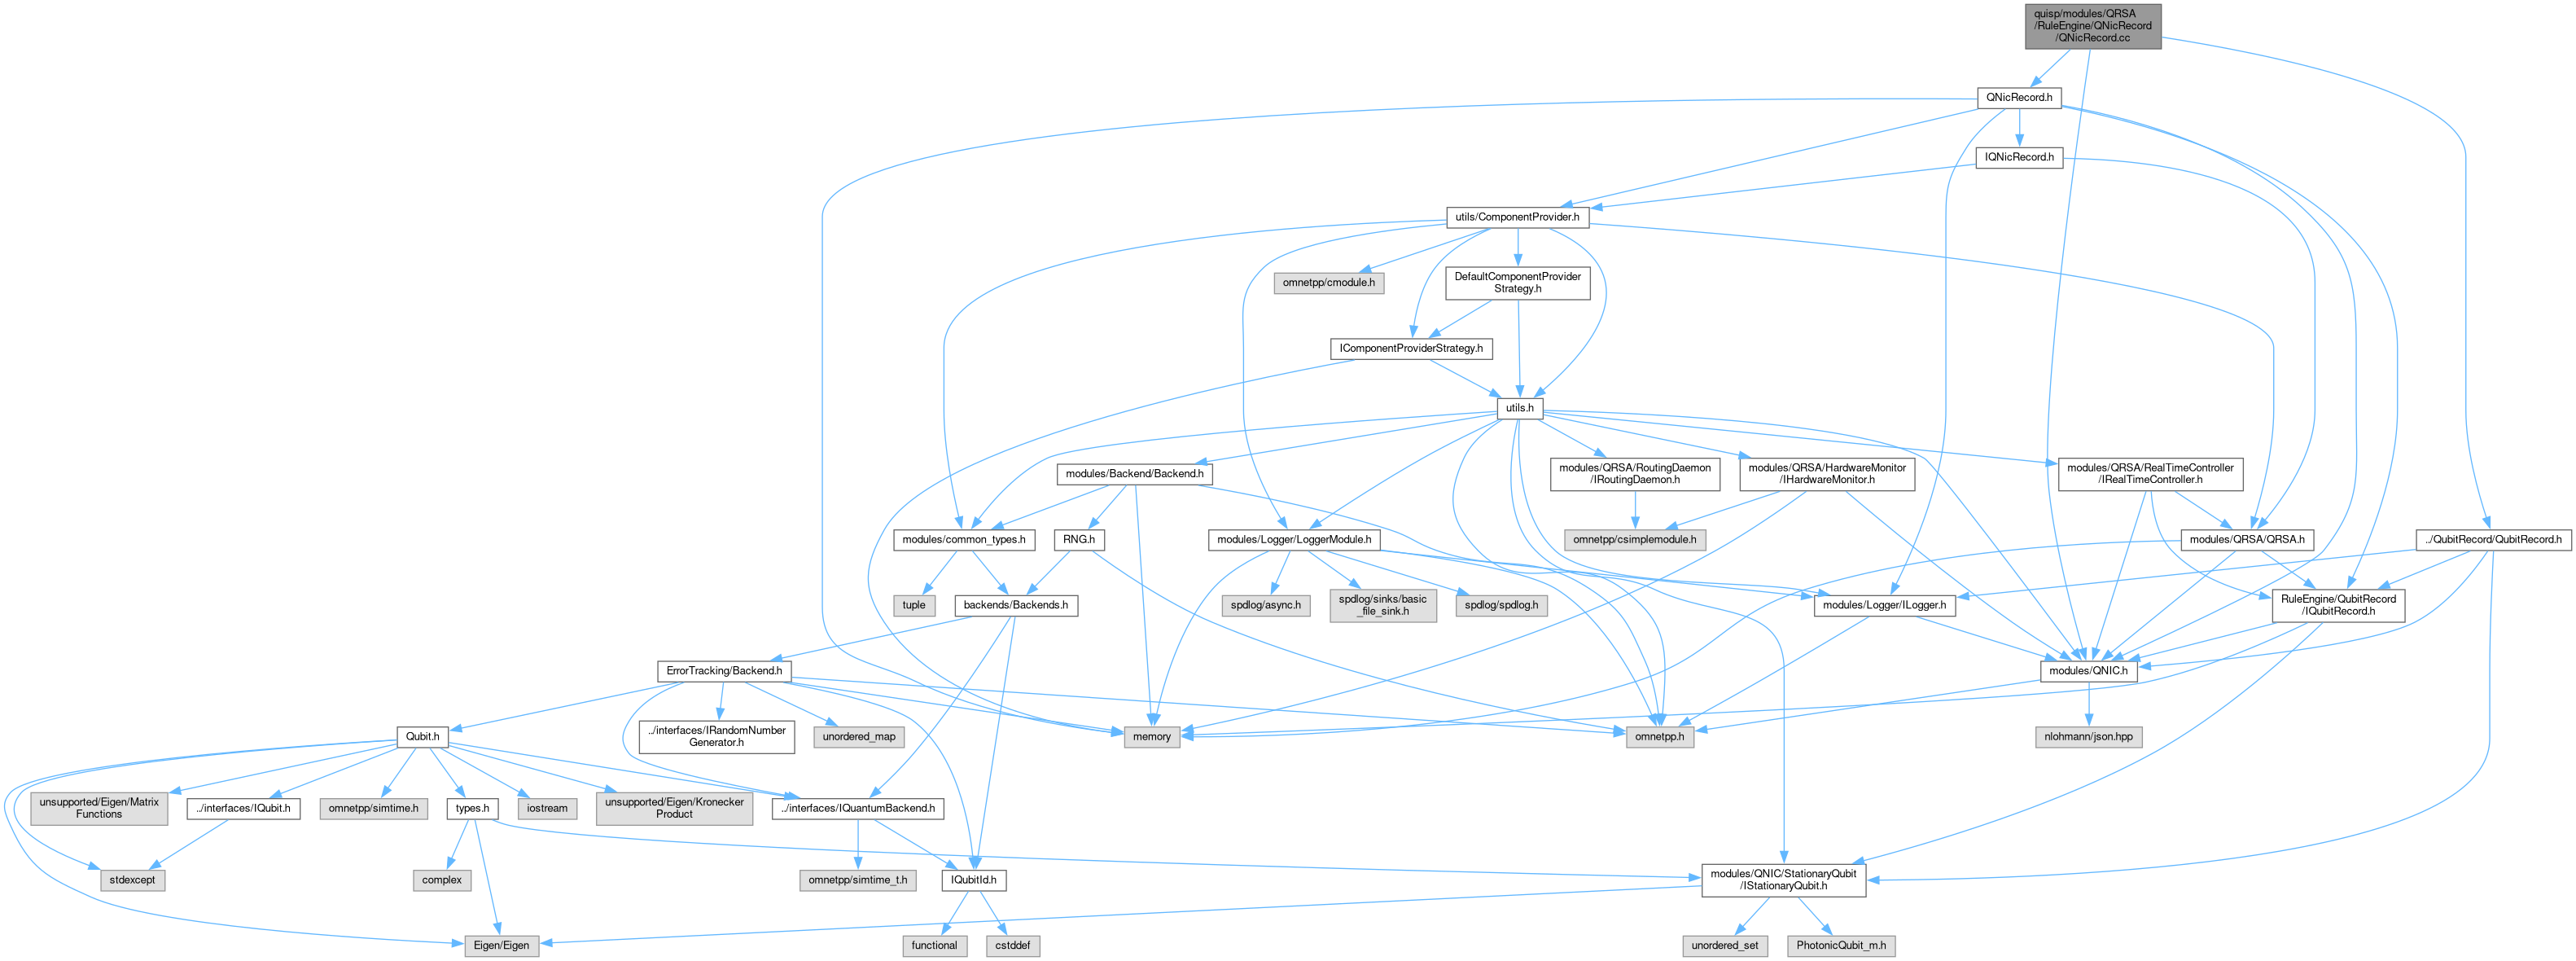 quisp/modules/QRSA
/RuleEngine/QNicRecord
/QNicRecord.cc
QNicRecord.h
IQNicRecord.h
utils/ComponentProvider.h
omnetpp/cmodule.h
DefaultComponentProvider
Strategy.h
IComponentProviderStrategy.h
utils.h
modules/Backend/Backend.h
modules/QRSA/RoutingDaemon
/IRoutingDaemon.h
modules/QRSA/HardwareMonitor
/IHardwareMonitor.h
modules/QRSA/RealTimeController
/IRealTimeController.h
modules/common_types.h
RNG.h
modules/Logger/LoggerModule.h
omnetpp/csimplemodule.h
modules/QRSA/QRSA.h
../QubitRecord/QubitRecord.h
tuple
backends/Backends.h
spdlog/async.h
spdlog/sinks/basic
_file_sink.h
spdlog/spdlog.h
modules/Logger/ILogger.h
RuleEngine/QubitRecord
/IQubitRecord.h
ErrorTracking/Backend.h
modules/QNIC.h
Qubit.h
../interfaces/IRandomNumber
Generator.h
unordered_map
memory
omnetpp.h
nlohmann/json.hpp
unsupported/Eigen/Matrix
Functions
../interfaces/IQubit.h
omnetpp/simtime.h
types.h
iostream
unsupported/Eigen/Kronecker
Product
../interfaces/IQuantumBackend.h
stdexcept
complex
omnetpp/simtime_t.h
IQubitId.h
modules/QNIC/StationaryQubit
/IStationaryQubit.h
Eigen/Eigen
functional
cstddef
unordered_set
PhotonicQubit_m.h